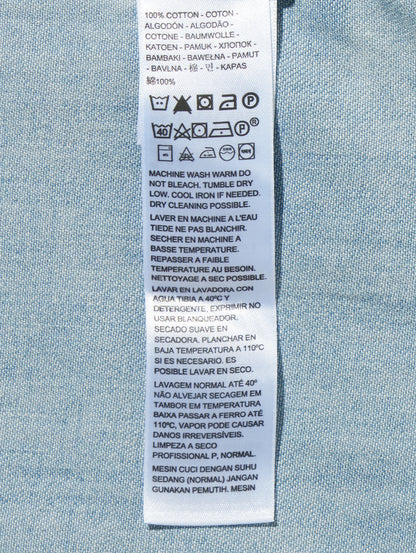 100% COTTON - COTON -
ALGODÓN - ALGODÃO -
COTONE - BAUMWOLLE -
KATOEN - PAMUK - ХЛОПОК -
BAMBAKI - BAWEŁNA - PAMUT
- BAVLNA - 棉 - 면 - KAPAS
綿100%
P
40 P®
MACHINE WASH WARM DO
NOT BLEACH. TUMBLE DRY
LOW. COOL IRON IF NEEDED.
DRY CLEANING POSSIBLE.
LAVER EN MACHINE A L'EAU
TIEDE NE PAS BLANCHIR.
SECHER EN MACHINE A
BASSE TEMPERATURE.
REPASSER A FAIBLE
TEMPERATURE AU BESOIN.
NETTOYAGE A SEC POSSIBLE.
LAVAR EN LAVADORA CON
AGUA TIBIA A 40ºC Y
DETERGENTE, EXPRIMIR NO
USAR BLANQUEADOR.
SECADO SUAVE EN
SECADORA. PLANCHAR EN
BAJA TEMPERATURA A 110ºC
SI ES NECESARIO. ES
POSIBLE LAVAR EN SECO.
LAVAGEM NORMAL ATÉ 40º
NÃO ALVEJAR SECAGEM EM
TAMBOR EM TEMPERATURA
BAIXA PASSAR A FERRO ATÉ
110ºC, VAPOR PODE CAUSAR
DANOS IRREVERSÍVEIS.
LIMPEZA A SECO
PROFISSIONAL P, NORMAL.
MESIN CUCI DENGAN SUHU
SEDANG (NORMAL) JANGAN
GUNAKAN PEMUTIH. MESIN